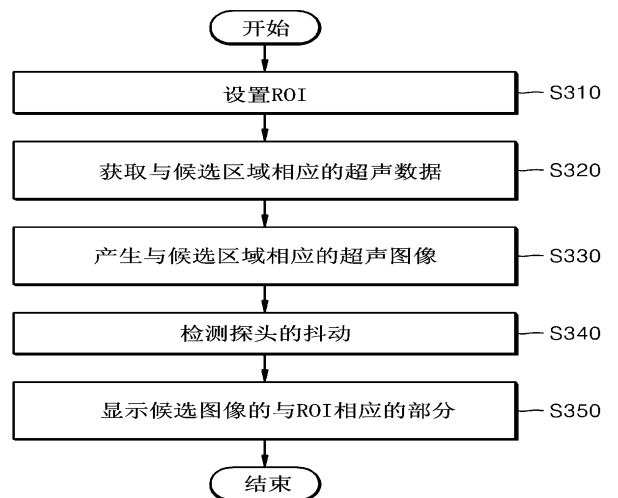 开始
设置ROI
S310
获取与候选区域相应的超声数据
S320
产生与候选区域相应的超声图像
S330
检测探头的抖动
S340
显示候选图像的与ROI相应的部分
S350
结束